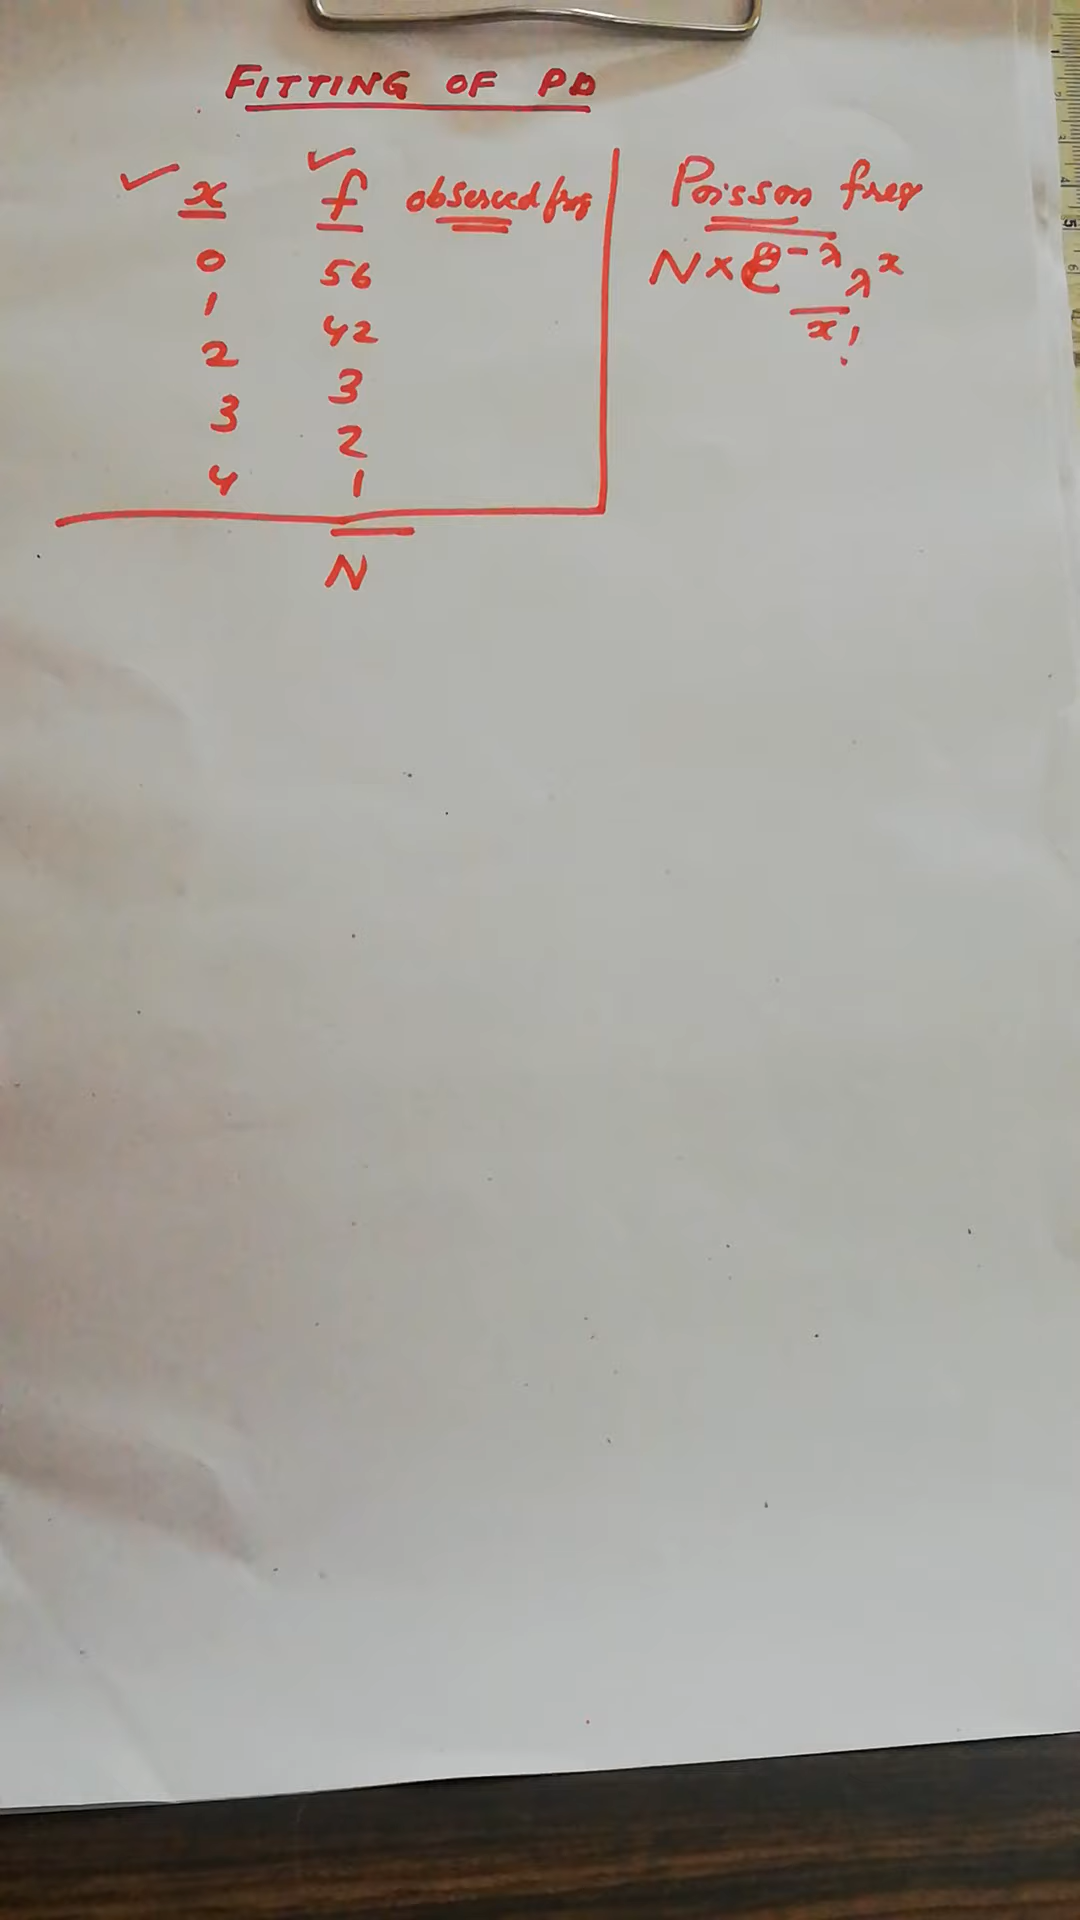 FITTING OF PD
x f observed freq Poisson freq
N × e^-λ λ^x
x!
0 56
1 42
2 3
3 2
4 1
N